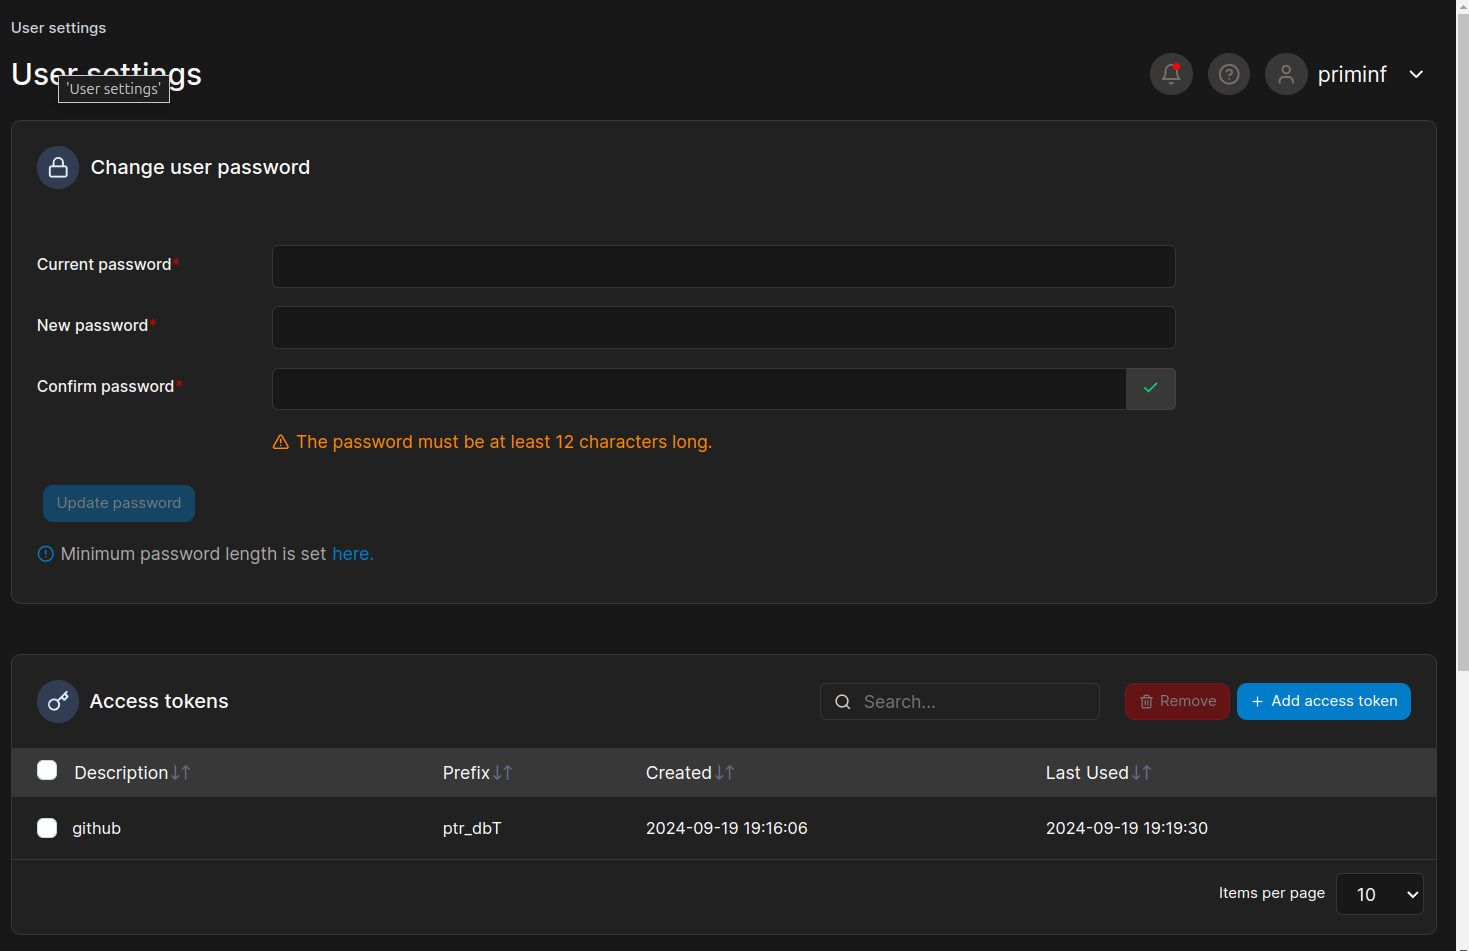 User settings
User settings
'User settings'
priminf
Change user password
Current password*
New password*
Confirm password*
The password must be at least 12 characters long.
Update password
Minimum password length is set here.
Access tokens
Search...
Remove
Add access token
Description Prefix Created Last Used
github ptr_dbT 2024-09-19 19:16:06 2024-09-19 19:19:30
Items per page 10